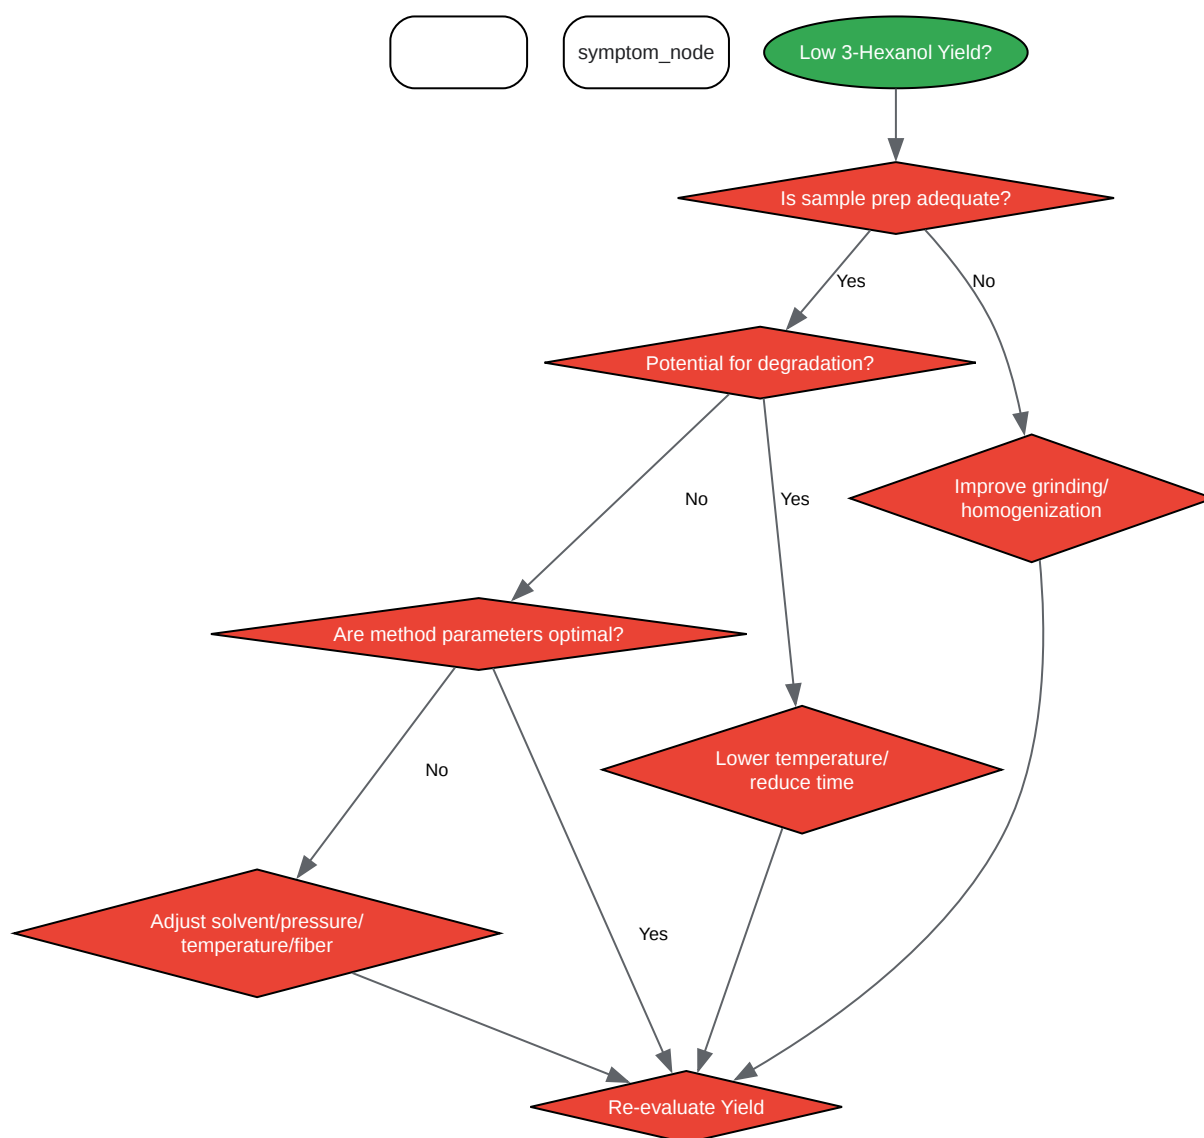 symptom_node
Low 3-Hexanol Yield?
Is sample prep adequate?
Yes
No
Potential for degradation?
Improve grinding/
homogenization
No
Yes
Are method parameters optimal?
Lower temperature/
reduce time
No
Adjust solvent/pressure/
temperature/fiber
Yes
Re-evaluate Yield